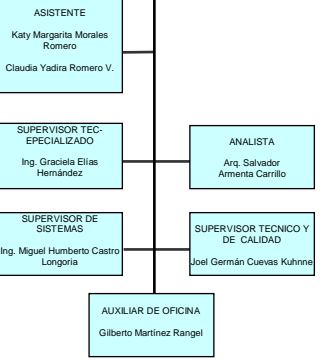 ASISTENTE
Katy Margarita Morales
Romero
Claudia Yadira Romero V.
SUPERVISOR TEC-
EPECIALIZADO
Ing. Graciela Elías
Hernández
ANALISTA
Arq. Salvador
Armenta Carrillo
SUPERVISOR DE
SISTEMAS
Ing. Miguel Humberto Castro
Longoria
SUPERVISOR TECNICO Y
DE CALIDAD
Joel Germán Cuevas Kuhnne
AUXILIAR DE OFICINA
Gilberto Martínez Rangel